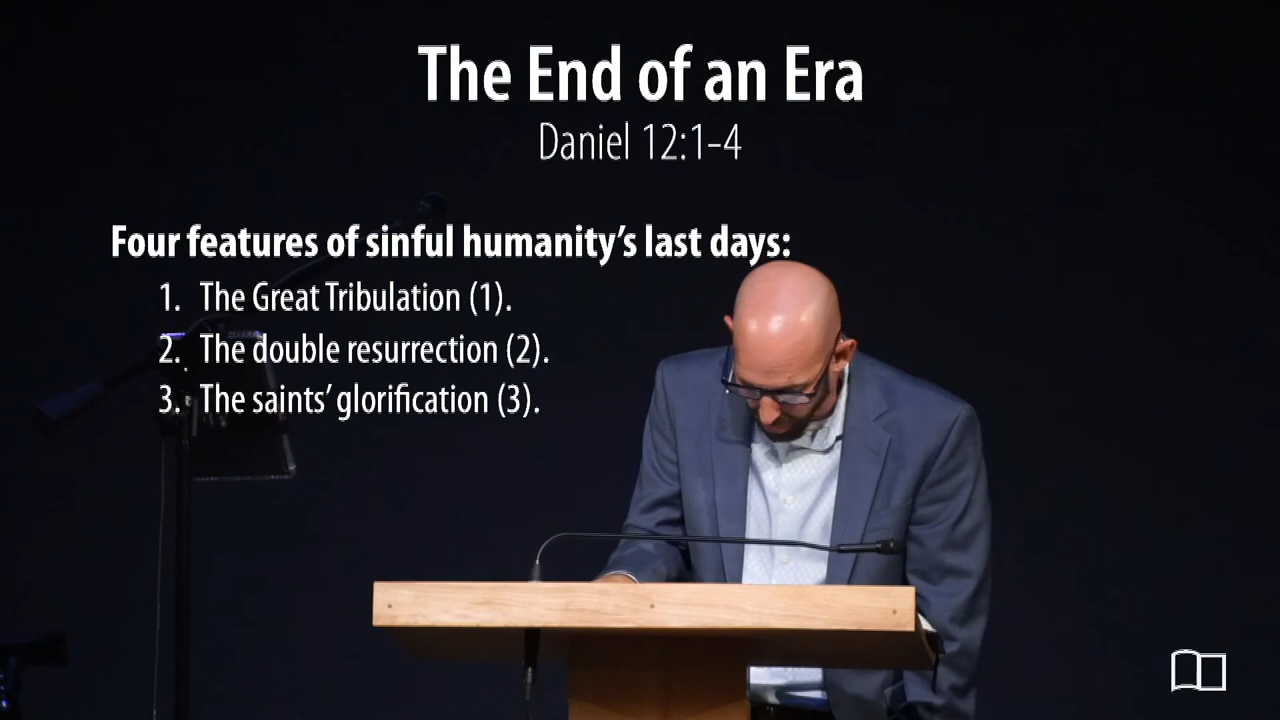 The End of an Era
Daniel 12:1-4
Four features of sinful humanity's last days:
1. The Great Tribulation (1).
2. The double resurrection (2).
3. The saints' glorification (3).